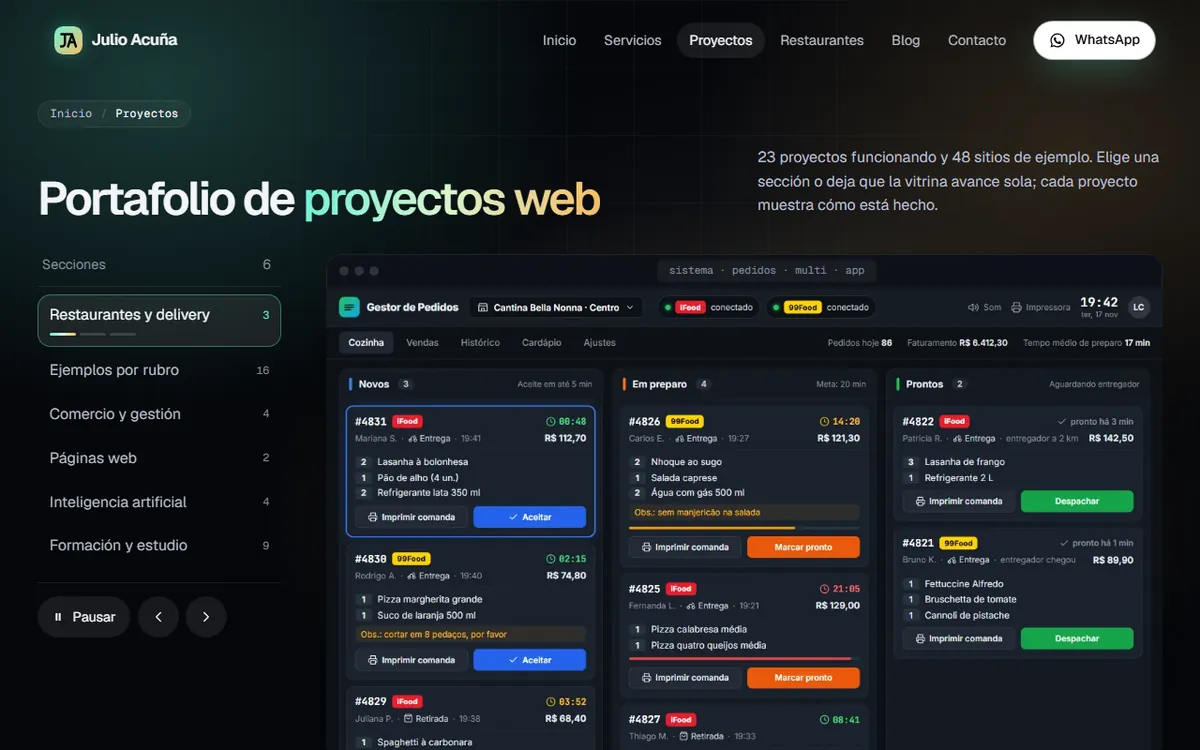 JA Julio Acuña
Inicio Servicios Proyectos Restaurantes Blog Contacto WhatsApp
Inicio / Proyectos
Portafolio de proyectos web
23 proyectos funcionando y 48 sitios de ejemplo. Elige una
sección o deja que la vitrina avance sola; cada proyecto
muestra cómo está hecho.
Secciones 6
Restaurantes y delivery 3
Ejemplos por rubro 16
Comercio y gestión 4
Páginas web 2
Inteligencia artificial 4
Formación y estudio 9
Pausar
sistema · pedidos · multi · app
Gestor de Pedidos Cantina Bella Nonna · Centro iFood conectado 99Food conectado Som Impressora 19:42 LC
ter, 17 nov
Cozinha Vendas Histórico Cardápio Ajustes Pedidos hoje 86 Faturamento R$ 6.412,30 Tempo médio de preparo 17 min
Novos 3 Aceite em até 5 min
#4831 iFood 00:48
Mariana S. · Entrega · 19:41 R$ 112,70
2 Lasanha à bolonhesa
1 Pão de alho (4 un.)
2 Refrigerante lata 350 ml
Imprimir comanda Aceitar
#4830 99Food 02:15
Rodrigo A. · Entrega · 19:40 R$ 74,80
1 Pizza margherita grande
1 Suco de laranja 500 ml
Obs.: cortar em 8 pedaços, por favor
Imprimir comanda Aceitar
#4829 iFood 03:52
Juliana P. · Retirada · 19:38 R$ 68,40
1 Spaghetti à carbonara
Em preparo 4 Meta: 20 min
#4826 99Food 14:20
Carlos E. · Entrega · 19:27 R$ 121,30
2 Nhoque ao sugo
1 Salada caprese
2 Água com gás 500 ml
Obs.: sem manjericão na salada
Imprimir comanda Marcar pronto
#4825 iFood 21:05
Fernanda L. · Entrega · 19:21 R$ 129,00
1 Pizza calabresa média
1 Pizza quatro queijos média
Imprimir comanda Marcar pronto
#4827 iFood 08:41
Thiago M. · Retirada · 19:33
Prontos 2 Aguardando entregador
#4822 iFood pronto há 3 min
Patrícia R. · Entrega · entregador a 2 km R$ 142,50
3 Lasanha de frango
1 Refrigerante 2 L
Imprimir comanda Despachar
#4821 99Food pronto há 1 min
Bruno K. · Entrega · entregador chegou R$ 89,90
1 Fettuccine Alfredo
1 Bruschetta de tomate
1 Cannoli de pistache
Imprimir comanda Despachar